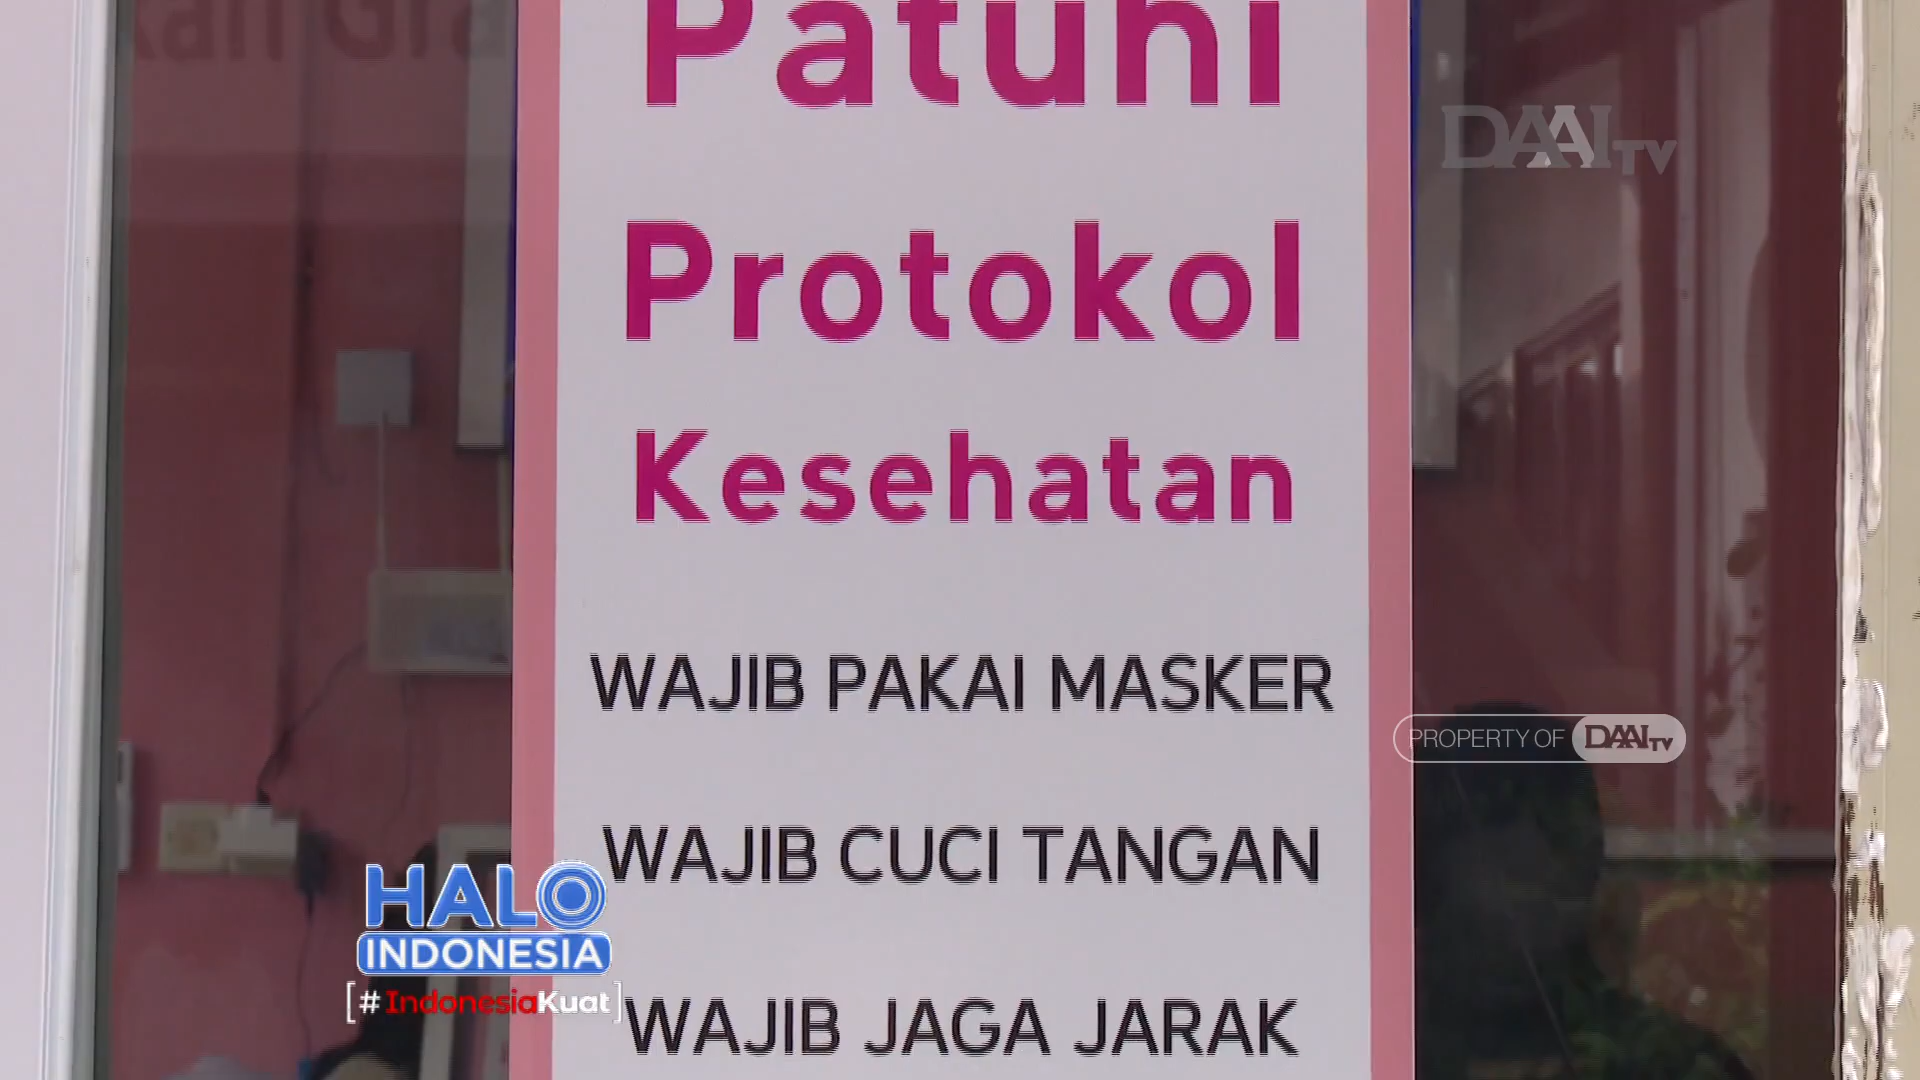 Patuhi
DAAI TV
Protokol
Kesehatan
WAJIB PAKAI MASKER
PROPERTY OF DAAI TV
WAJIB CUCI TANGAN
HALO
INDONESIA
[#IndonesiaKuat]
WAJIB JAGA JARAK